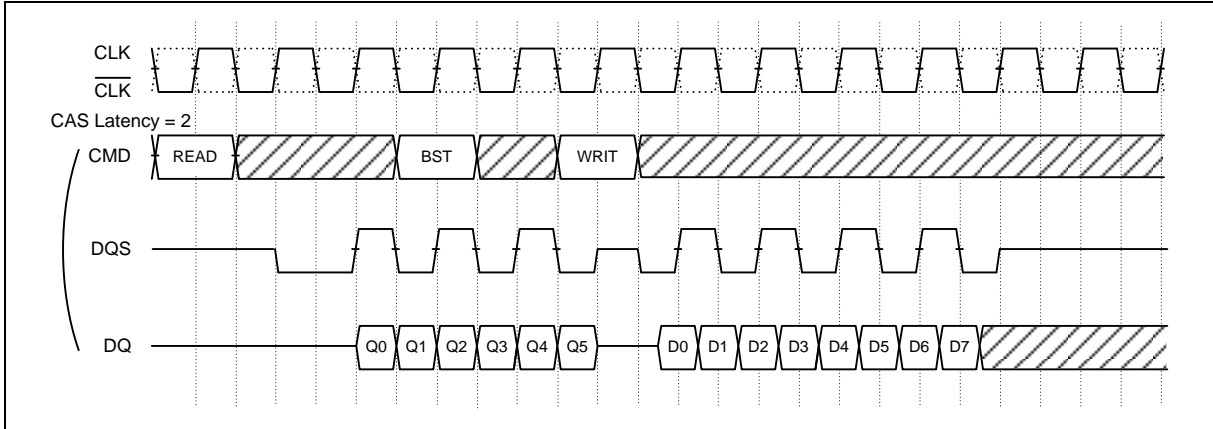 CLK
CLK
CAS Latency = 2
CMD READ BST WRIT
DQS
DQ Q0 Q1 Q2 Q3 Q4 Q5 D0 D1 D2 D3 D4 D5 D6 D7